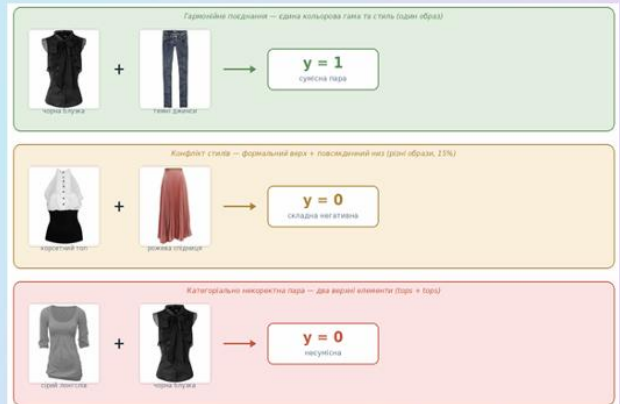 Гармонійне поєднання — єдина кольорова гама та стиль (один образ)
+
y = 1
сумісна пара
чорна блузка
темні джинси
Конфлікт стилів — формальний верх + повсякденний низ (різні образи, 15%)
+
y = 0
складна негативна
корсетний топ
рожева спідниця
Категоріально некоректна пара — два верхні елементи (tops + tops)
+
y = 0
несумісна
сірий лонгслів
чорна блузка